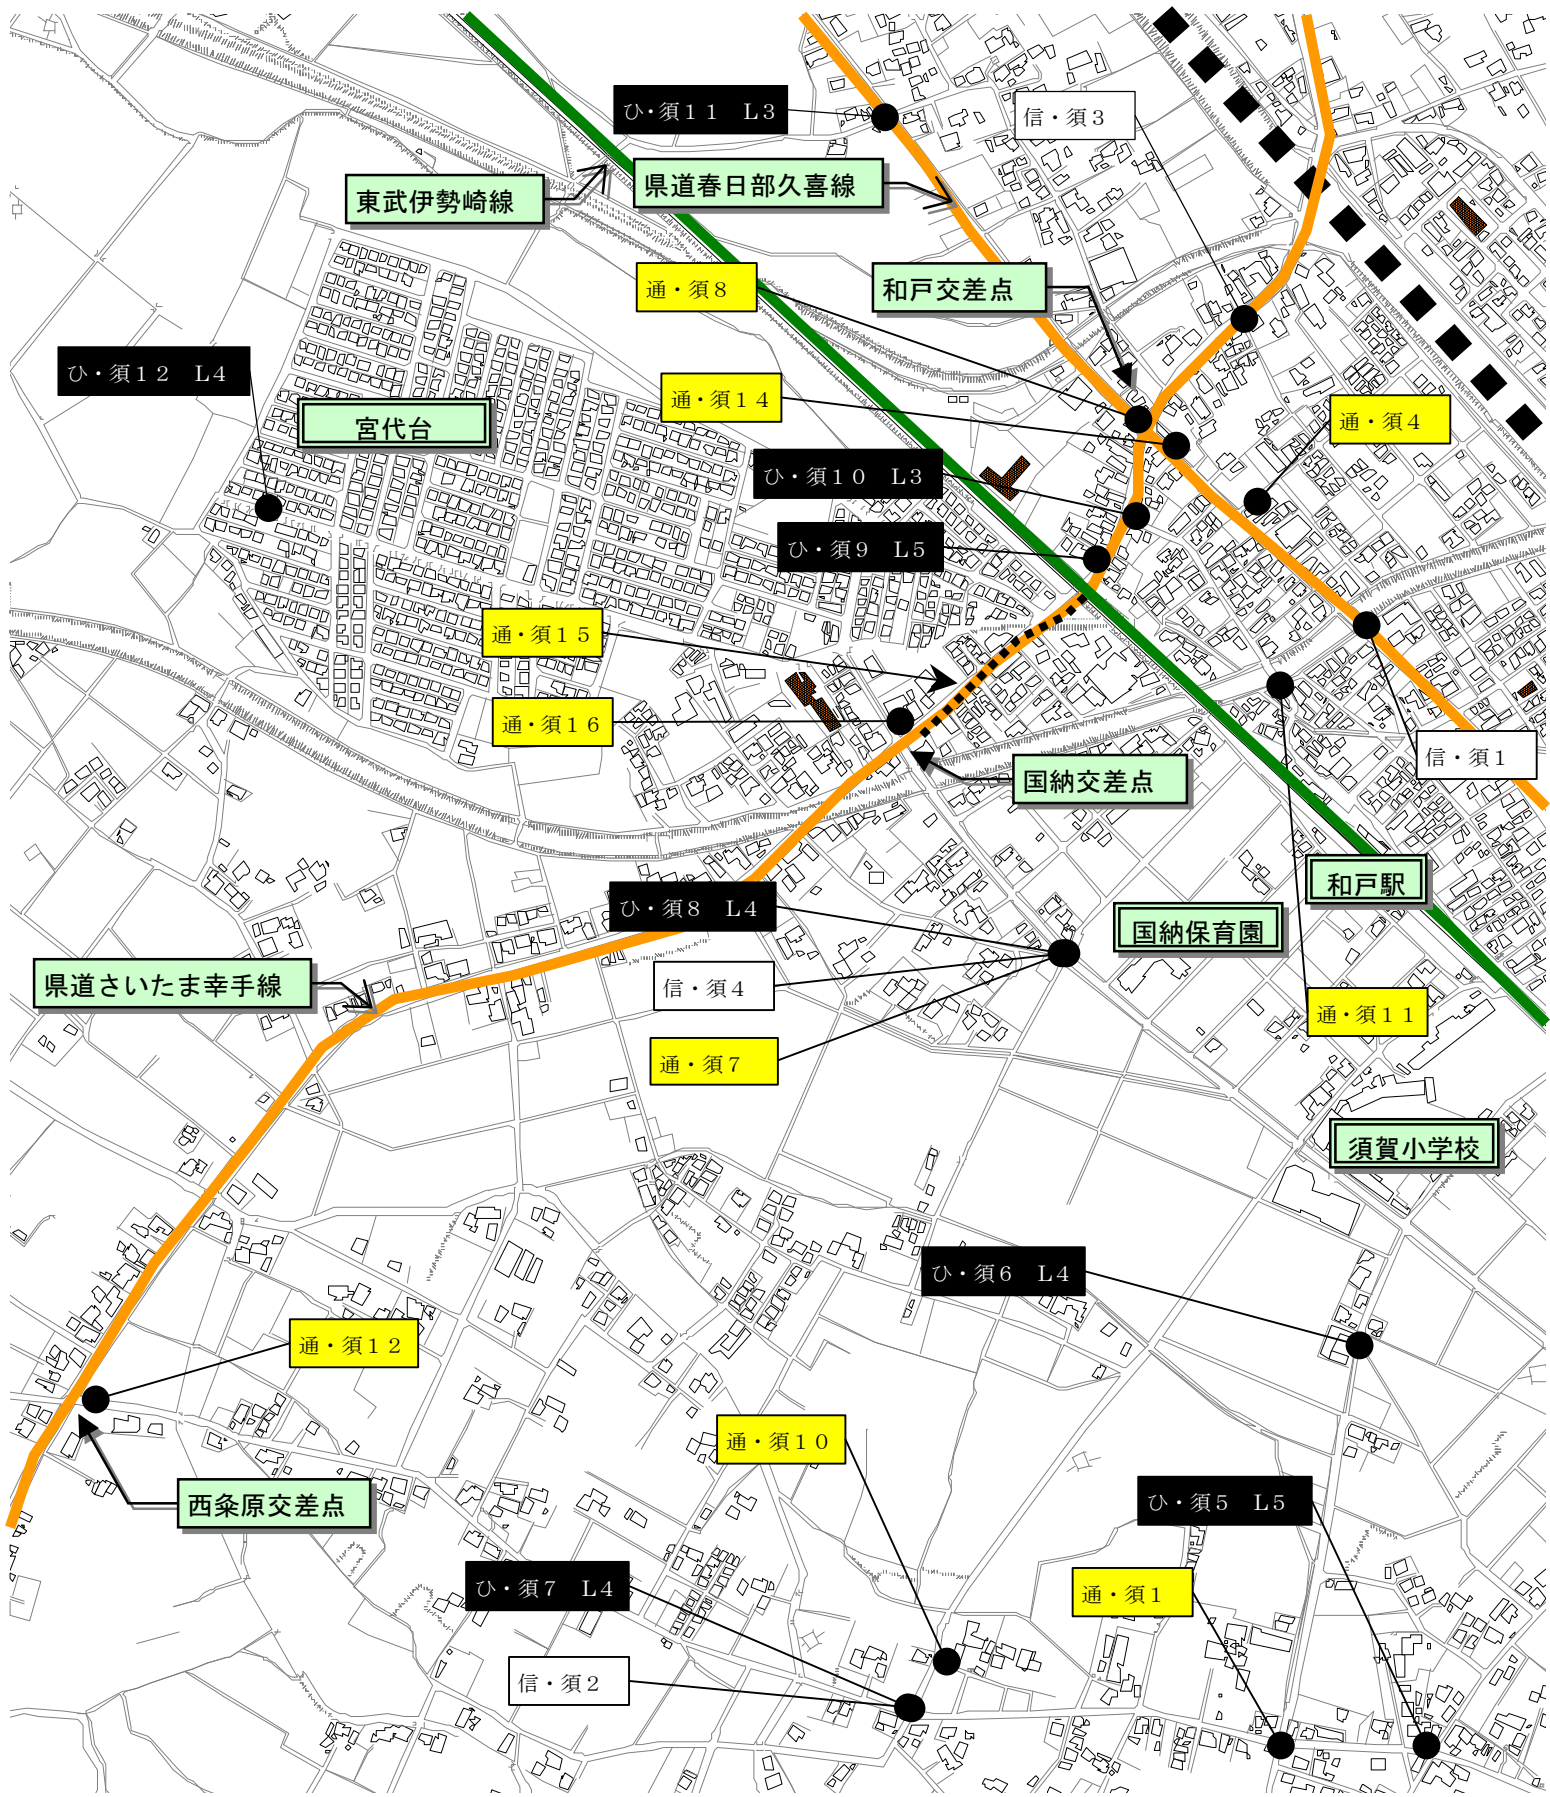 ひ・須11　L3
信・須3
東武伊勢崎線
県道春日部久喜線
通・須8
和戸交差点
ひ・須12　L4
通・須14
通・須4
宮代台
ひ・須10　L3
ひ・須9　L5
通・須15
通・須16
信・須1
国納交差点
和戸駅
ひ・須8　L4
国納保育園
県道さいたま幸手線
信・須4
通・須11
通・須7
須賀小学校
ひ・須6　L4
通・須12
通・須10
西粂原交差点
ひ・須5　L5
ひ・須7　L4
通・須1
信・須2